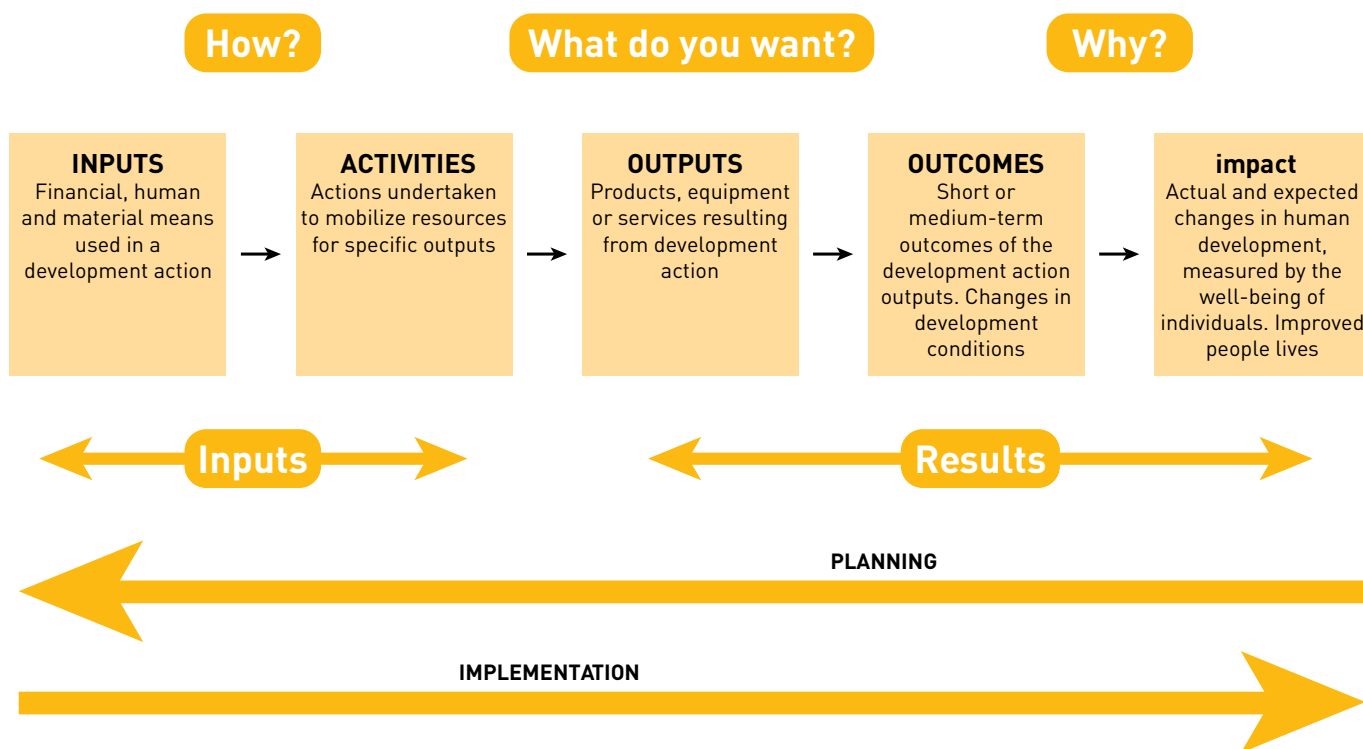 How?
What do you want?
Why?
INPUTS
Financial, human
and material means
used in a
development action
ACTIVITIES
Actions undertaken
to mobilize resources
for specific outputs
OUTPUTS
Products, equipment
or services resulting
from development
action
OUTCOMES
Short or
medium-term
outcomes of the
development action
outputs. Changes in
development
conditions
impact
Actual and expected
changes in human
development,
measured by the
well-being of
individuals. Improved
people lives
Inputs
Results
PLANNING
IMPLEMENTATION